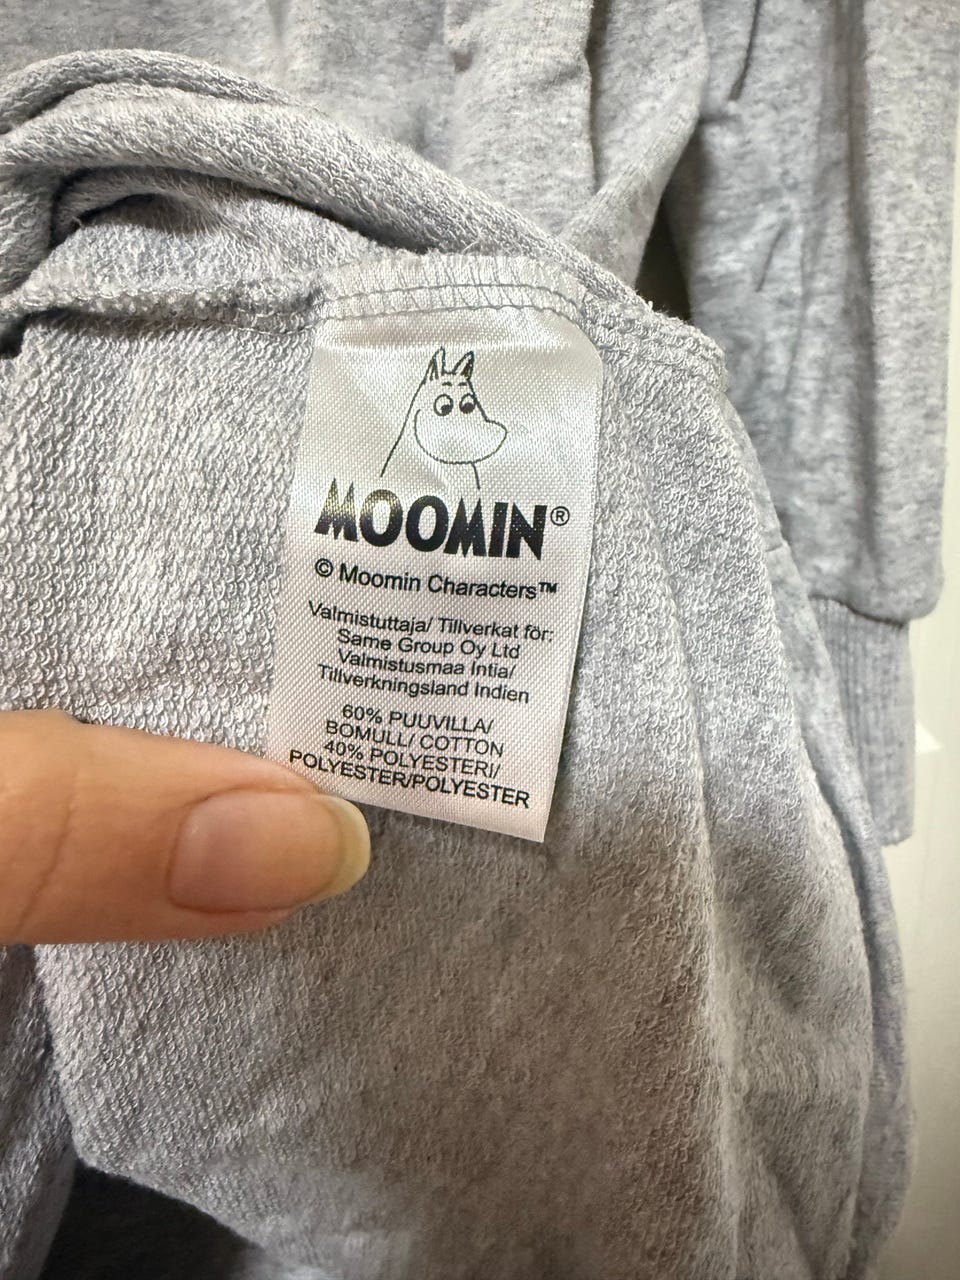 MOOMIN®
© Moomin Characters™
Valmistuttaja/ Tillverkat för:
Same Group Oy Ltd
Valmistusmaa Intia/
Tillverkningsland Indien
60% PUUVILLA/
BOMULL/ COTTON
40% POLYESTERI/
POLYESTER/POLYESTER